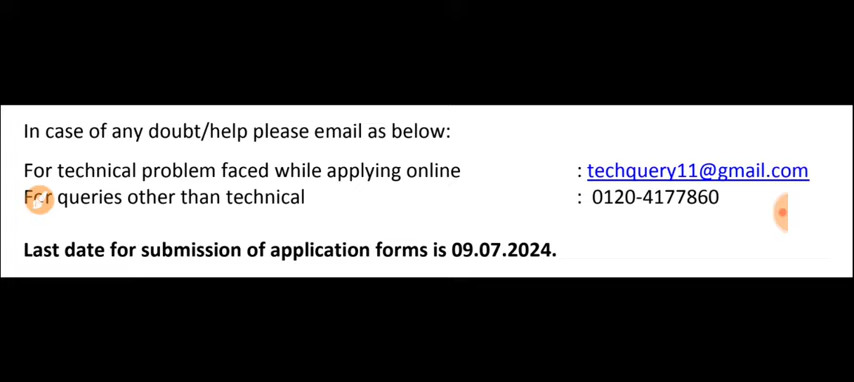 In case of any doubt/help please email as below:
For technical problem faced while applying online : techquery11@gmail.com
For queries other than technical : 0120-4177860
Last date for submission of application forms is 09.07.2024.